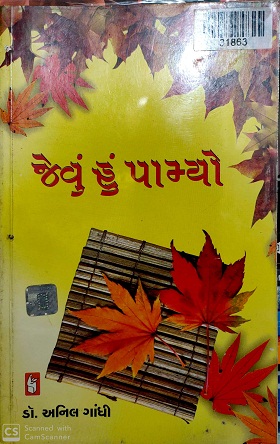 31863
જેવું હું પામ્યો
ડૉ. અનિલ ગાંધી
CS
Scanned with
CamScanner